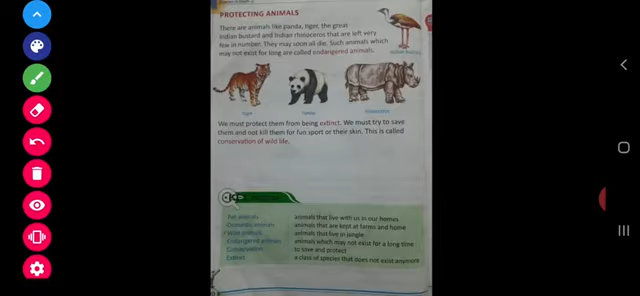 PROTECTING ANIMALS
There are animals like panda, tiger, the great
Indian bustard and Indian rhinoceros that are left very
few in number. They may soon all die. Such animals which
may not exist for long are called endangered animals.
Indian bustard
Tiger
Panda
Rhinoceros
We must protect them from being extinct. We must try to save
them and not kill them for fun sport or their skin. This is called
conservation of wild life.
Pet animals animals that live with us in our homes
Domestic animals animals that are kept at farms and home
Wild animals animals that live in jungle
Endangered animals animals which may not exist for a long time
Conservation to save and protect
Extinct a class of species that does not exist anymore